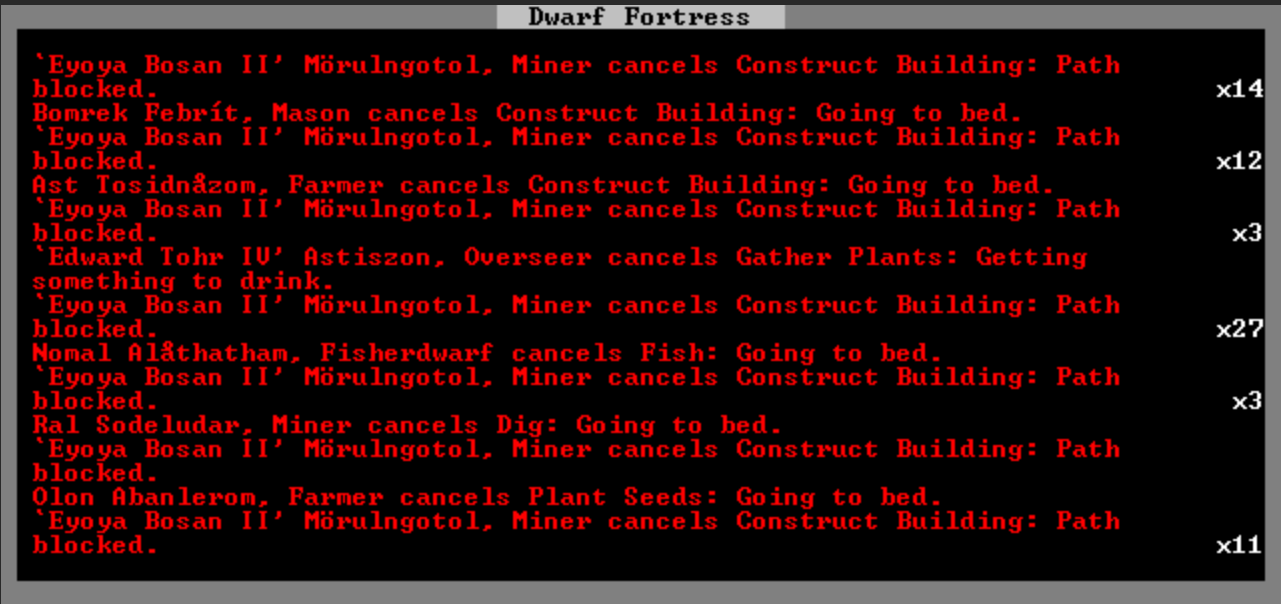 Dwarf Fortress
`Eyoya Bosan II' Mörulngotol, Miner cancels Construct Building: Path
blocked. x14
Bomrek Febrít, Mason cancels Construct Building: Going to bed.
`Eyoya Bosan II' Mörulngotol, Miner cancels Construct Building: Path
blocked. x12
Ast Tosidnåzom, Farmer cancels Construct Building: Going to bed.
`Eyoya Bosan II' Mörulngotol, Miner cancels Construct Building: Path
blocked. x3
`Edward Tohr IV' Astiszon, Overseer cancels Gather Plants: Getting
something to drink.
`Eyoya Bosan II' Mörulngotol, Miner cancels Construct Building: Path
blocked. x27
Nomal Alåthatham, Fisherdwarf cancels Fish: Going to bed.
`Eyoya Bosan II' Mörulngotol, Miner cancels Construct Building: Path
blocked. x3
Ral Sodeludar, Miner cancels Dig: Going to bed.
`Eyoya Bosan II' Mörulngotol, Miner cancels Construct Building: Path
blocked.
Olon Abanlerom, Farmer cancels Plant Seeds: Going to bed.
`Eyoya Bosan II' Mörulngotol, Miner cancels Construct Building: Path
blocked. x11